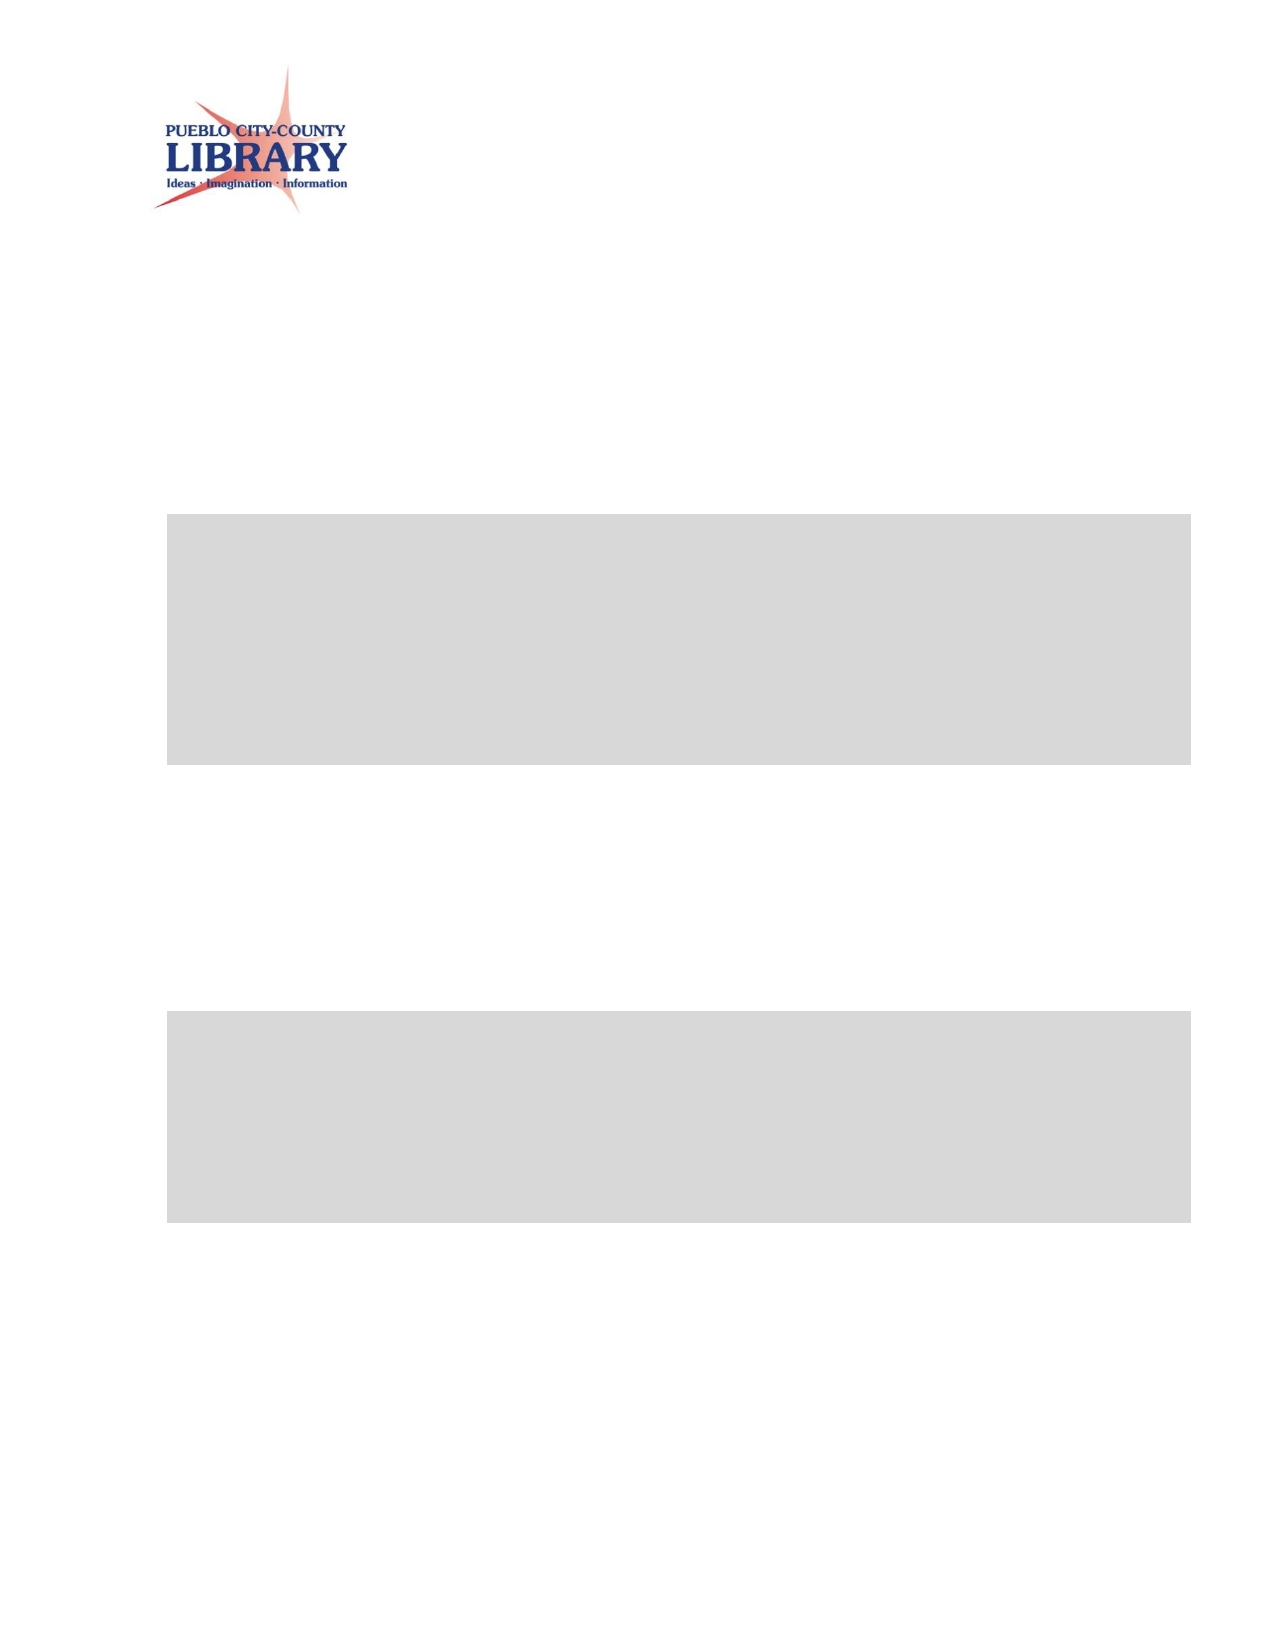 PUEBLO CITY-COUNTY
LIBRARY
Ideas · Imagination · Information